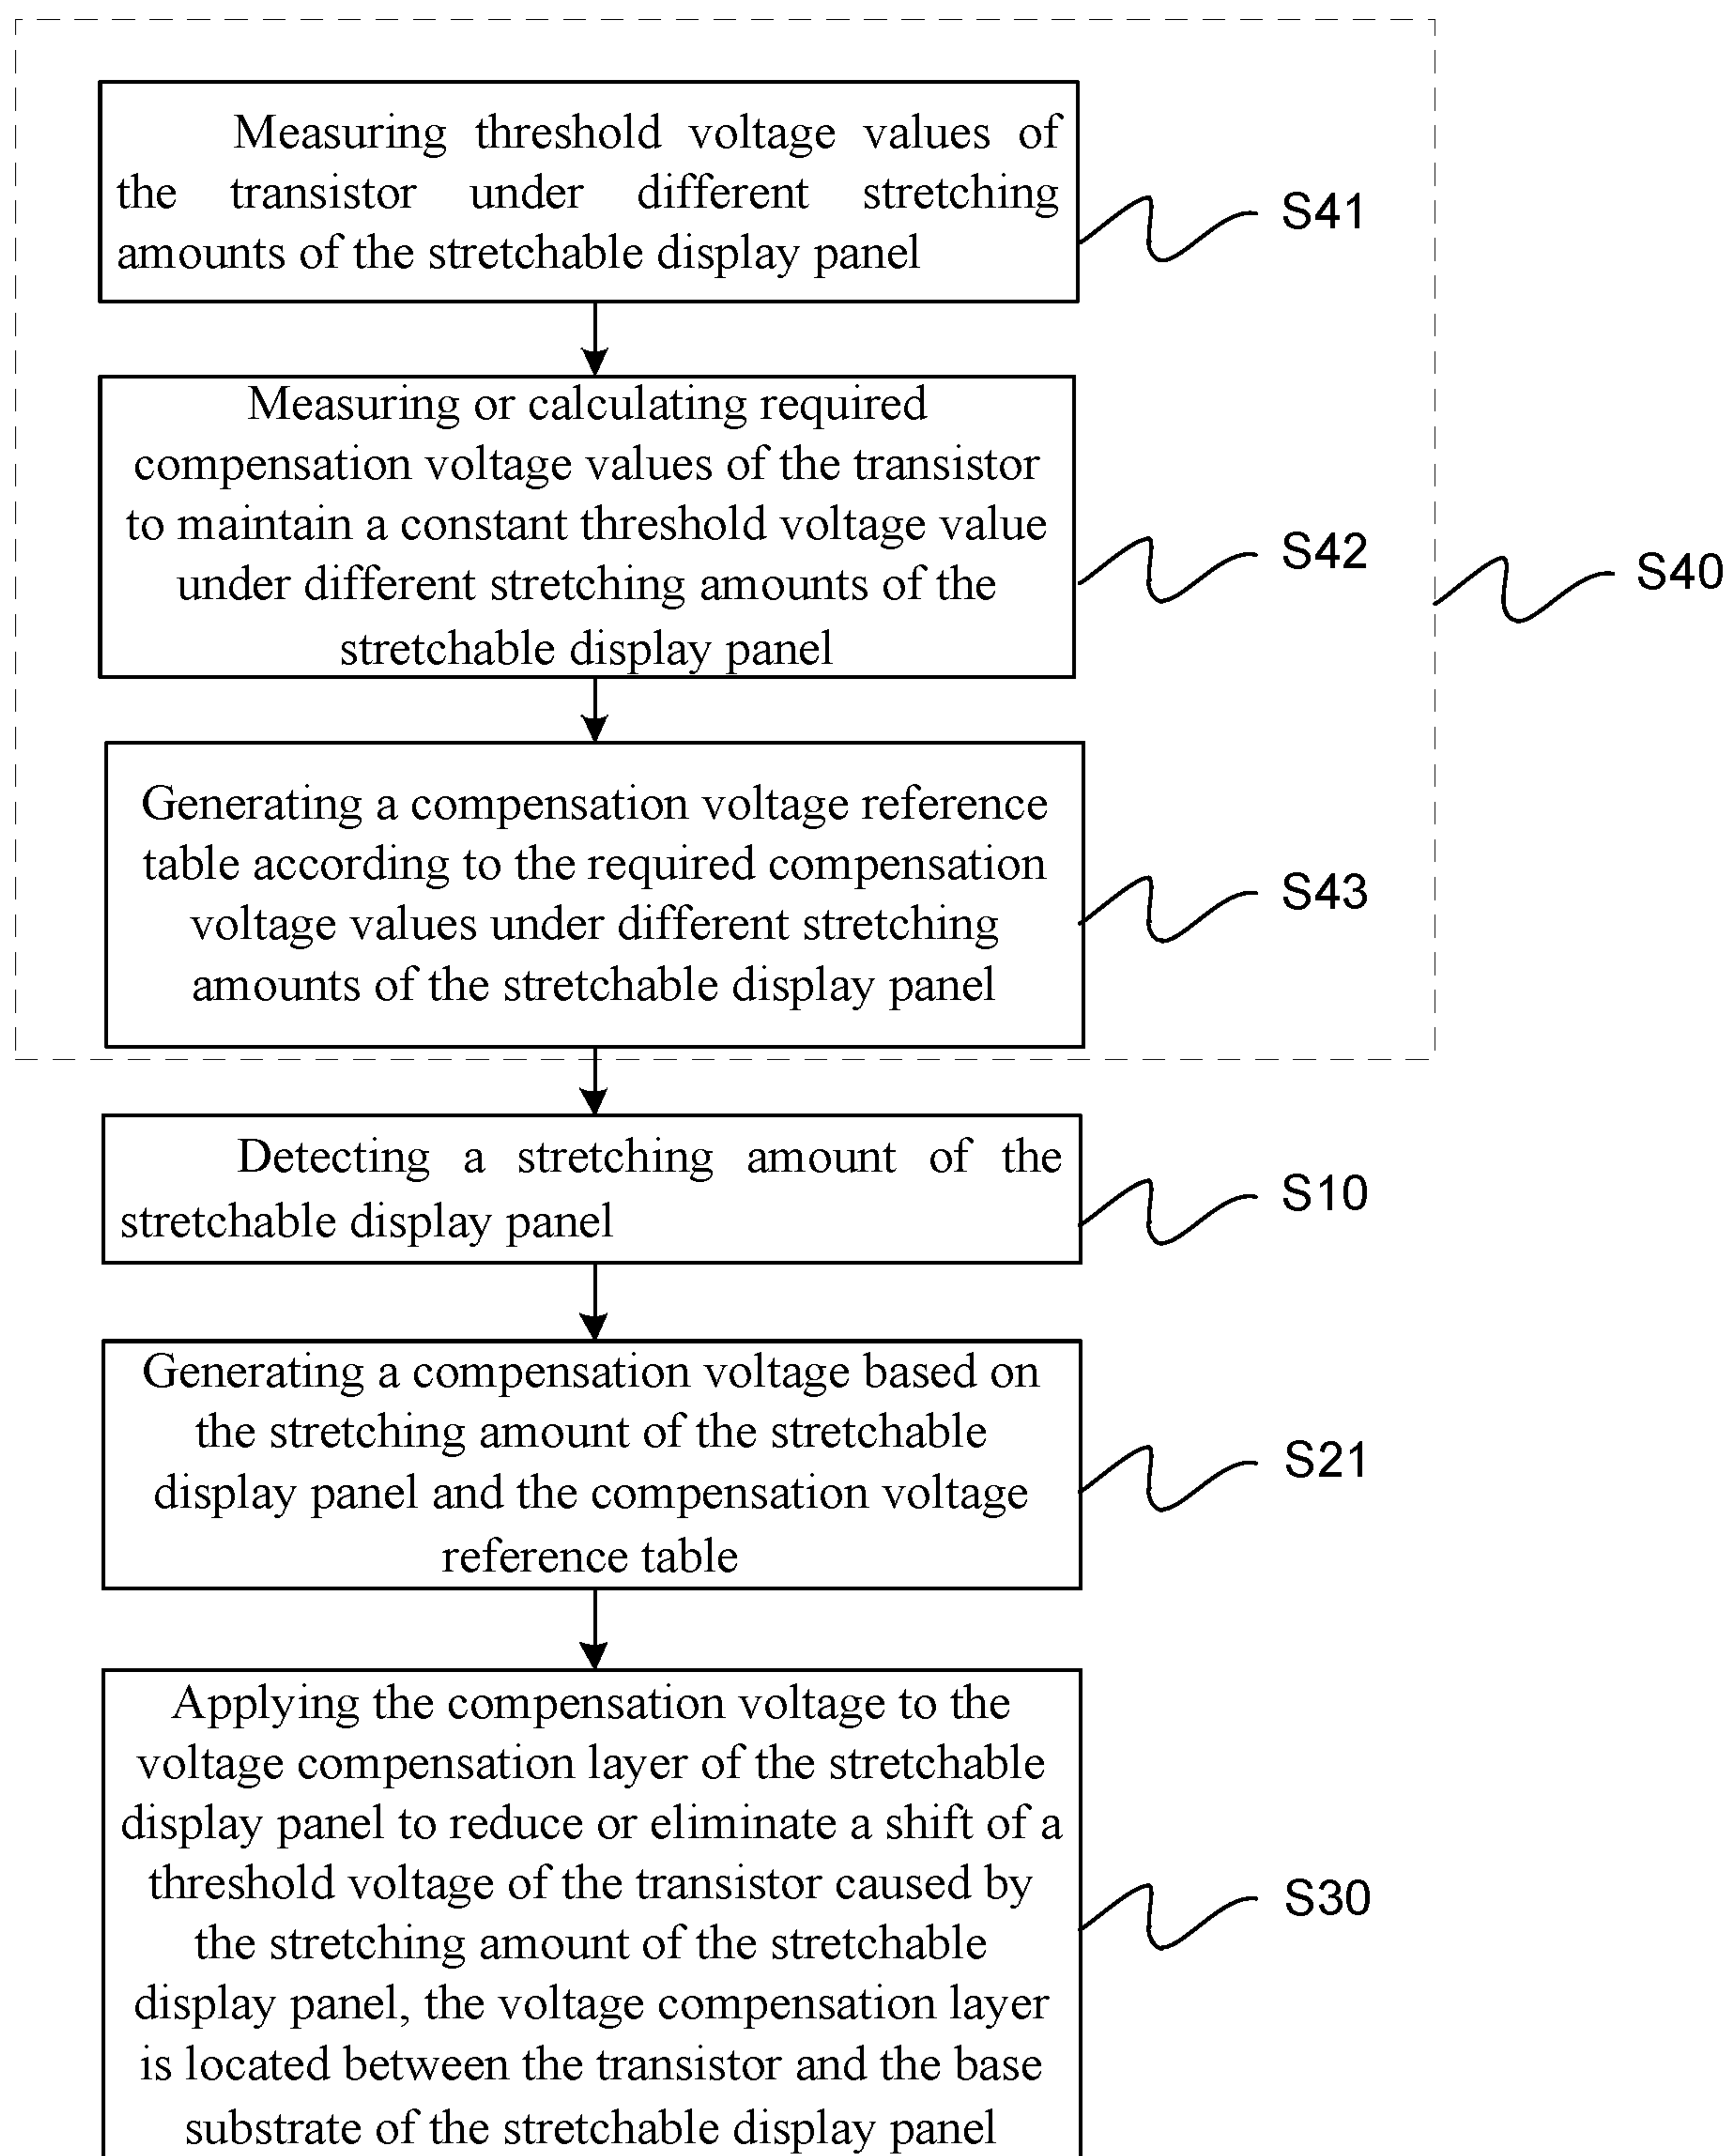 Measuring threshold voltage values of
the transistor under different stretching
amounts of the stretchable display panel
S41
Measuring or calculating required
compensation voltage values of the transistor
to maintain a constant threshold voltage value
under different stretching amounts of the
stretchable display panel
S42
S40
Generating a compensation voltage reference
table according to the required compensation
voltage values under different stretching
amounts of the stretchable display panel
S43
Detecting a stretching amount of the
stretchable display panel
S10
Generating a compensation voltage based on
the stretching amount of the stretchable
display panel and the compensation voltage
reference table
S21
Applying the compensation voltage to the
voltage compensation layer of the stretchable
display panel to reduce or eliminate a shift of a
threshold voltage of the transistor caused by
the stretching amount of the stretchable
display panel, the voltage compensation layer
is located between the transistor and the base
substrate of the stretchable display panel
S30